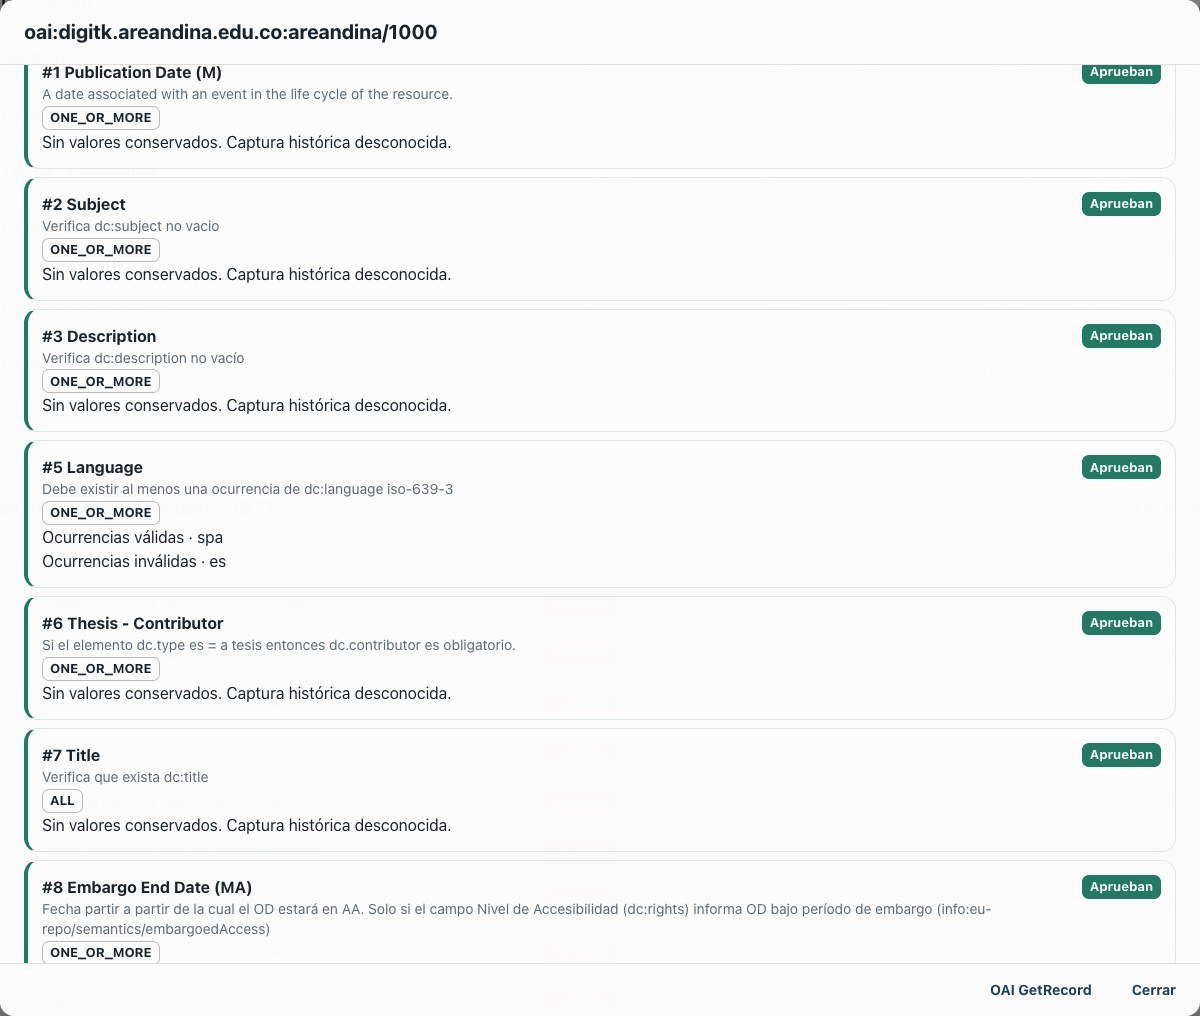 oai:digitk.areandina.edu.co:areandina/1000
#1 Publication Date (M)
Aprueban
A date associated with an event in the life cycle of the resource.
ONE_OR_MORE
Sin valores conservados. Captura histórica desconocida.
#2 Subject
Aprueban
Verifica dc:subject no vacio
ONE_OR_MORE
Sin valores conservados. Captura histórica desconocida.
#3 Description
Aprueban
Verifica dc:description no vacío
ONE_OR_MORE
Sin valores conservados. Captura histórica desconocida.
#5 Language
Aprueban
Debe existir al menos una ocurrencia de dc:language iso-639-3
ONE_OR_MORE
Ocurrencias válidas · spa
Ocurrencias inválidas · es
#6 Thesis - Contributor
Aprueban
Si el elemento dc.type es = a tesis entonces dc.contributor es obligatorio.
ONE_OR_MORE
Sin valores conservados. Captura histórica desconocida.
#7 Title
Aprueban
Verifica que exista dc:title
ALL
Sin valores conservados. Captura histórica desconocida.
#8 Embargo End Date (MA)
Aprueban
Fecha partir a partir de la cual el OD estará en AA. Solo si el campo Nivel de Accesibilidad (dc:rights) informa OD bajo período de embargo (info:eu-
repo/semantics/embargoedAccess)
ONE_OR_MORE
OAI GetRecord
Cerrar